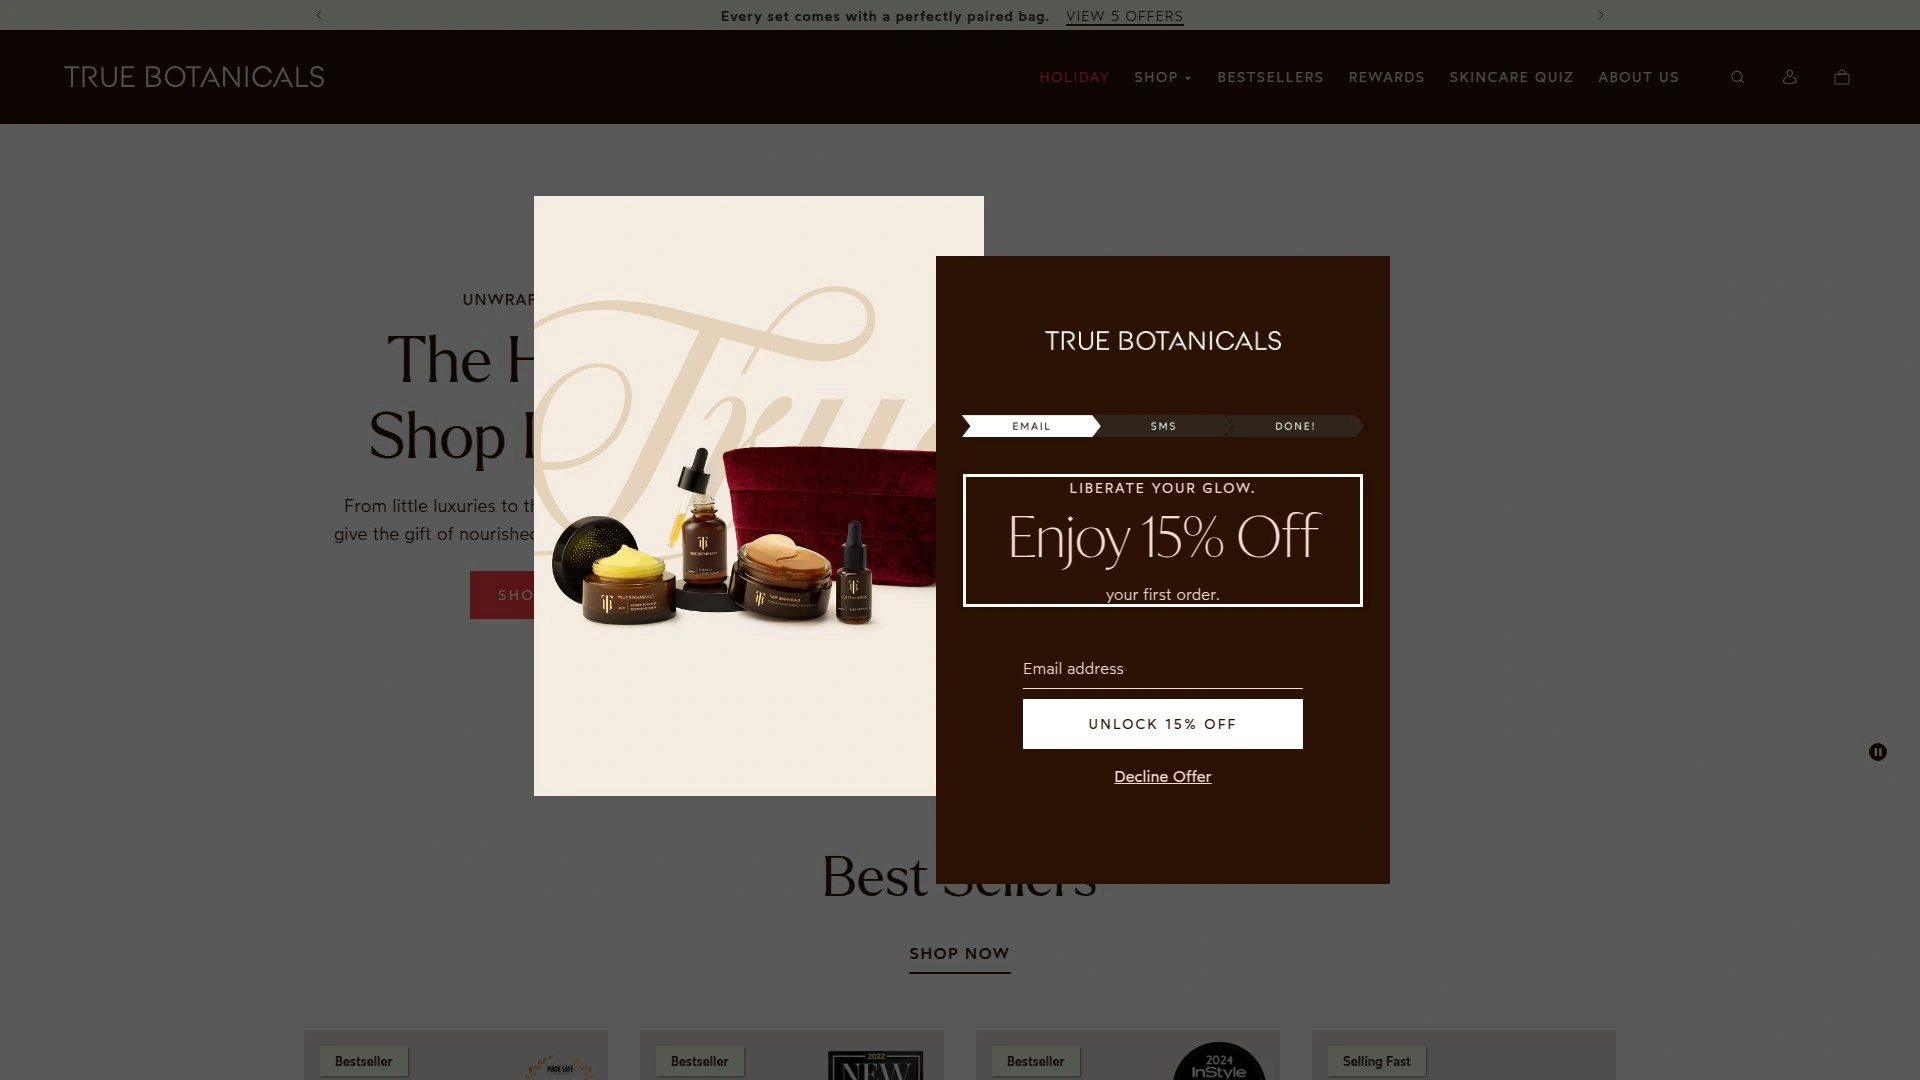 Every set comes with a perfectly paired bag. VIEW 5 OFFERS
TRUE BOTANICALS
HOLIDAY SHOP BESTSELLERS REWARDS SKINCARE QUIZ ABOUT US
UNWRAP
The H
Shop
From little luxuries to th
give the gift of nourished
SHO
Tru
TRUE BOTANICALS
EMAIL SMS DONE!
LIBERATE YOUR GLOW.
Enjoy 15% Off
your first order.
Email address
UNLOCK 15% OFF
Decline Offer
Best Sellers
SHOP NOW
Bestseller
MADE SAFE
Bestseller
2022
NEW
Bestseller
2024
InStyle
Selling Fast